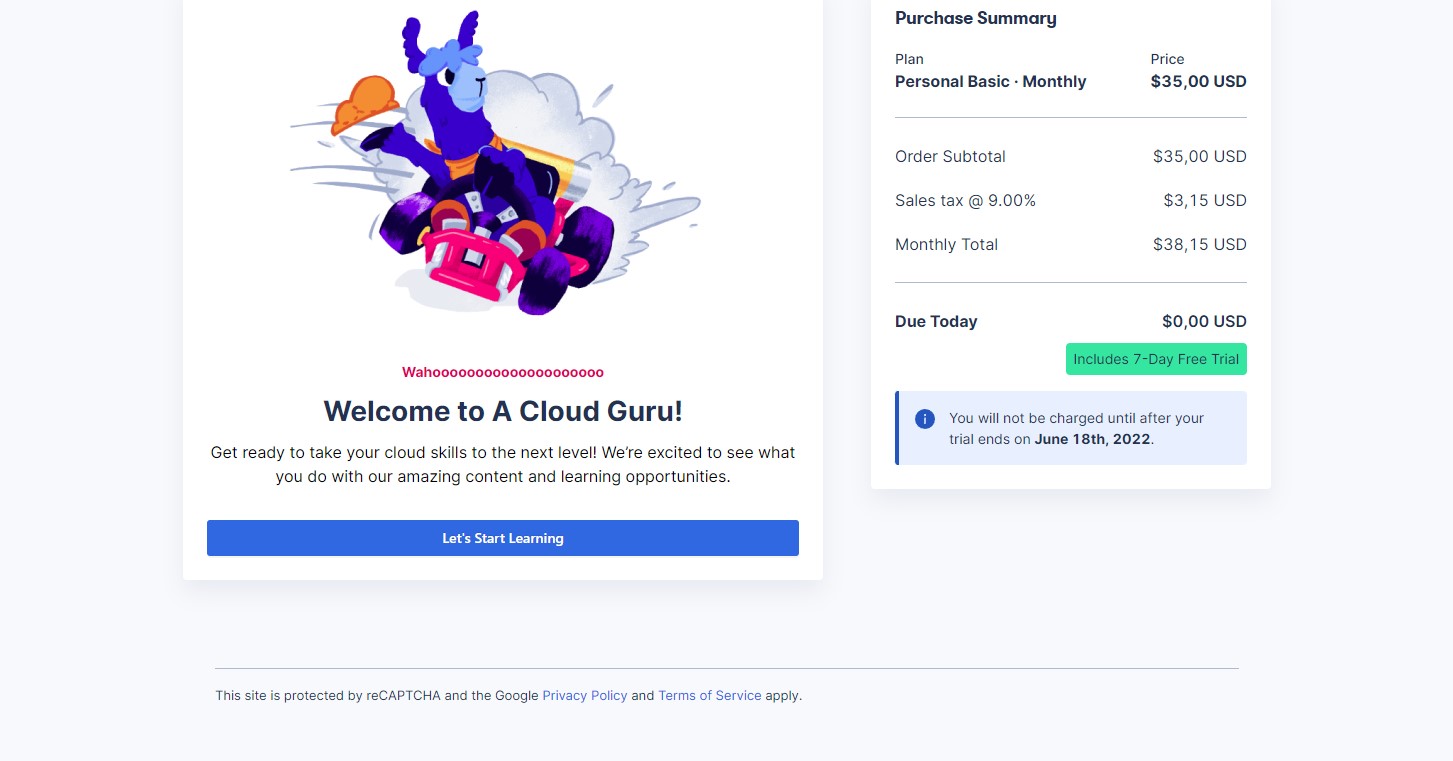 Wahoooooooooooooooooooo
Welcome to A Cloud Guru!
Get ready to take your cloud skills to the next level! We’re excited to see what
you do with our amazing content and learning opportunities.
Let's Start Learning
Purchase Summary
Plan Price
Personal Basic · Monthly $35,00 USD
Order Subtotal $35,00 USD
Sales tax @ 9.00% $3,15 USD
Monthly Total $38,15 USD
Due Today $0,00 USD
Includes 7-Day Free Trial
You will not be charged until after your
trial ends on June 18th, 2022.
This site is protected by reCAPTCHA and the Google Privacy Policy and Terms of Service apply.